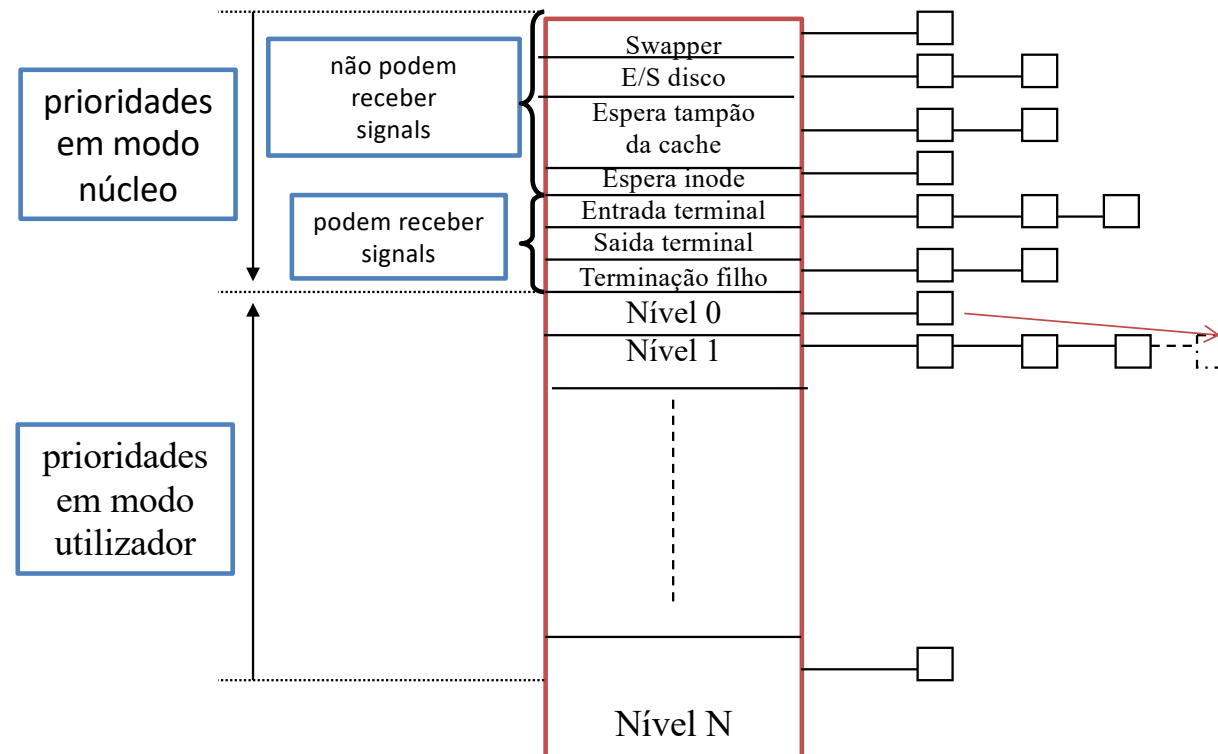 prioridades
em modo
núcleo
não podem
receber
signals
podem receber
signals
Swapper
E/S disco
Espera tampão
da cache
Espera inode
Entrada terminal
Saida terminal
Terminação filho
Nível 0
Nível 1
prioridades
em modo
utilizador
Nível N